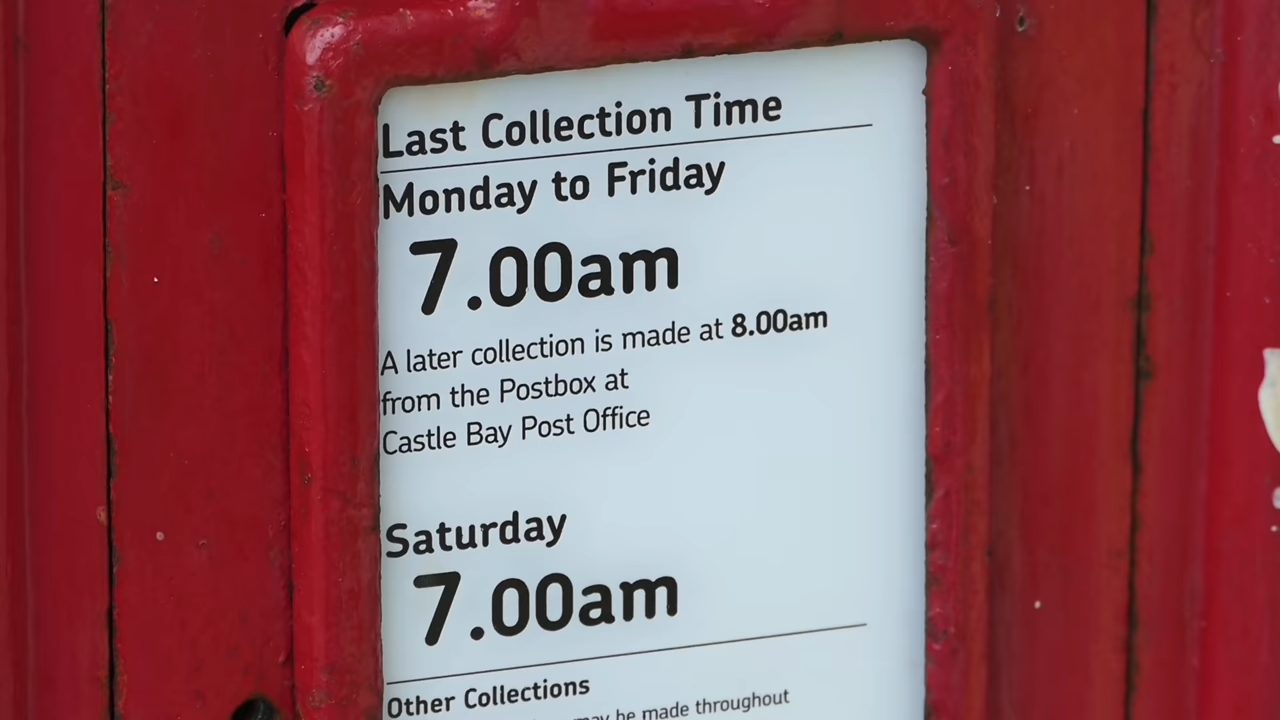 Last Collection Time
Monday to Friday
7.00am
A later collection is made at 8.00am
from the Postbox at
Castle Bay Post Office
Saturday
7.00am
Other Collections
may be made throughout